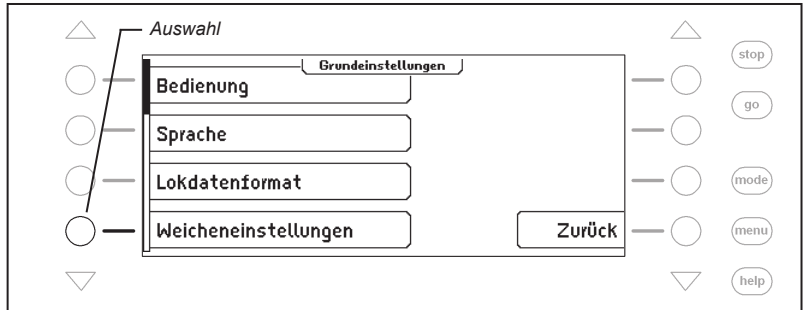 Auswahl
Grundeinstellungen
stop
Bedienung
go
Sprache
Lokdatenformat
mode
Weicheneinstellungen
Zurück
menu
help